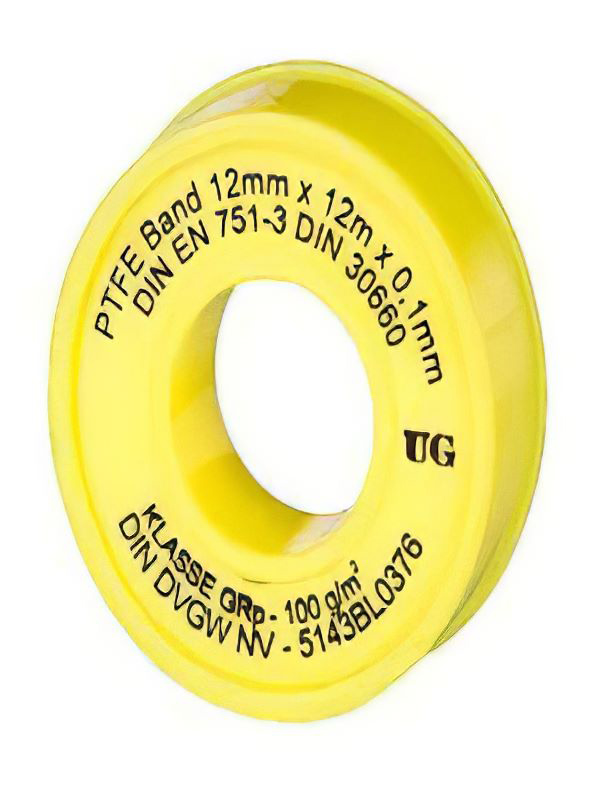 PTFE Band 12mm x 12m x 0,1mm
DIN EN 751-3 DIN 30660
UG
KLASSE GRp - 100 g/m³
DIN DVGW NV - 5143BL0376